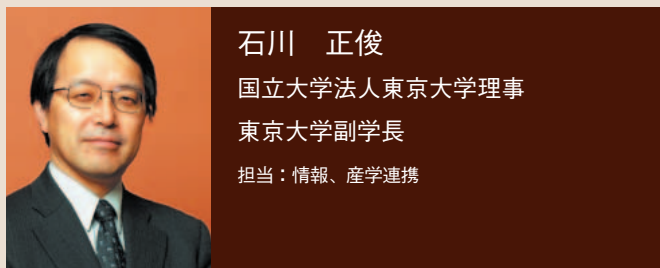 石川　正俊
国立大学法人東京大学理事
東京大学副学長
担当：情報、産学連携